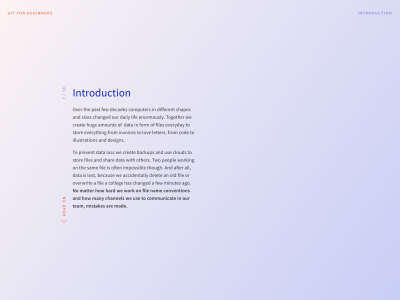 GIT FOR BEGINNERS
INTRODUCTION
Introduction
Over the past few decades computers in different shapes
and sizes changed our daily life enormously. Together we
create huge amounts of data in form of files everyday to
store everything from invoices to love letters, from code to
illustrations and designs.
To prevent data loss we create backups and use clouds to
store files and share data with others. Two people working
on the same file is often impossible though. And after all,
data is lost, because we accidentally delete an old file or
overwrite a file a college has changed a few minutes ago.
No matter how hard we work on file name conventions
and how many channels we use to communicate in our
team, mistakes are made.
READ ON